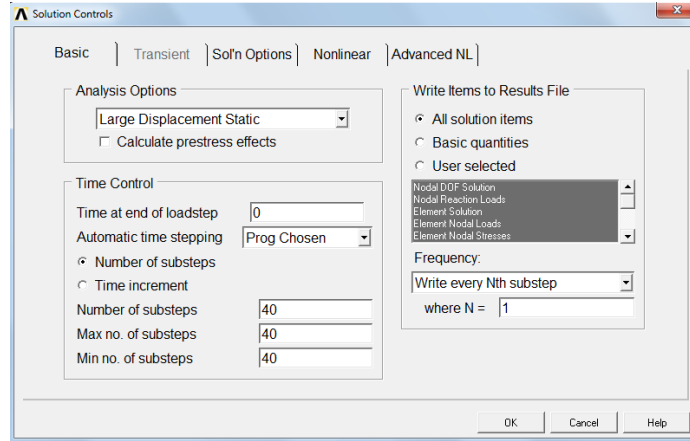 Solution Controls
Basic Transient Sol'n Options Nonlinear Advanced NL
Analysis Options
Large Displacement Static
Calculate prestress effects
Time Control
Time at end of loadstep 0
Automatic time stepping Prog Chosen
Number of substeps
Time increment
Number of substeps 40
Max no. of substeps 40
Min no. of substeps 40
Write Items to Results File
All solution items
Basic quantities
User selected
Nodal DOF Solution
Nodal Reaction Loads
Element Solution
Element Nodal Loads
Element Nodal Stresses
Frequency:
Write every Nth substep
where N = 1
OK Cancel Help